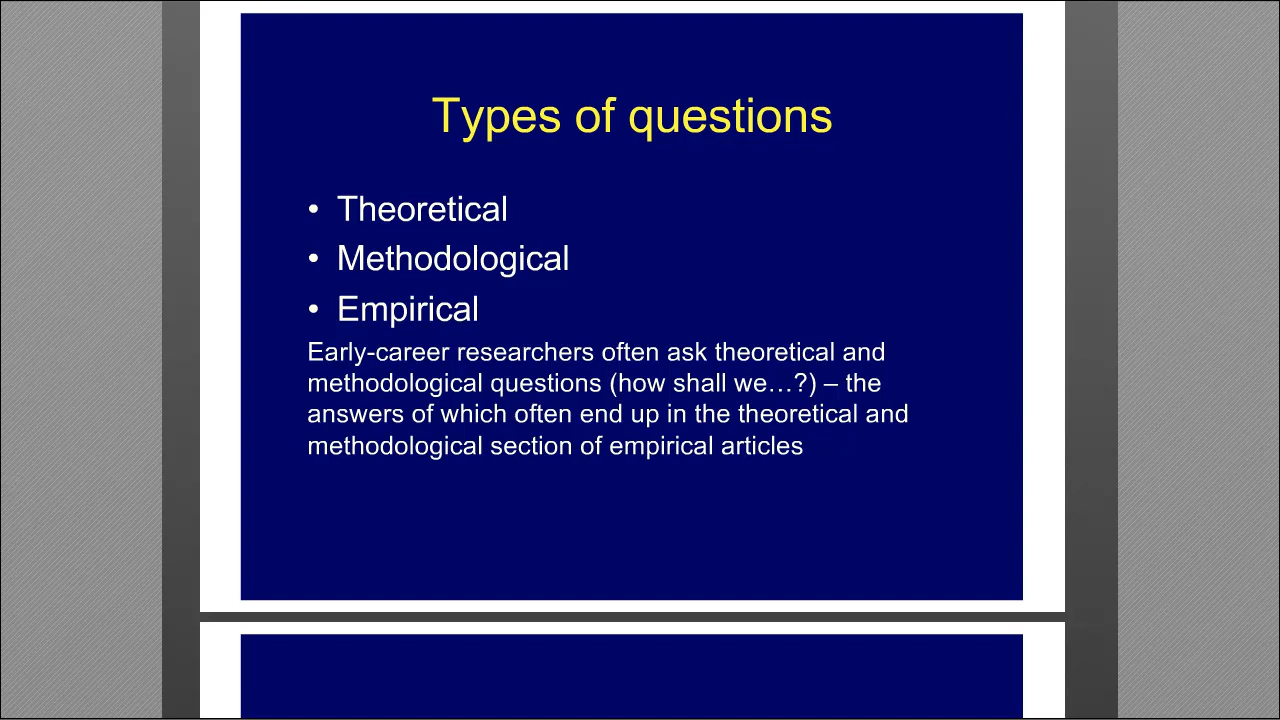 Types of questions
• Theoretical
• Methodological
• Empirical
Early-career researchers often ask theoretical and
methodological questions (how shall we…?) – the
answers of which often end up in the theoretical and
methodological section of empirical articles